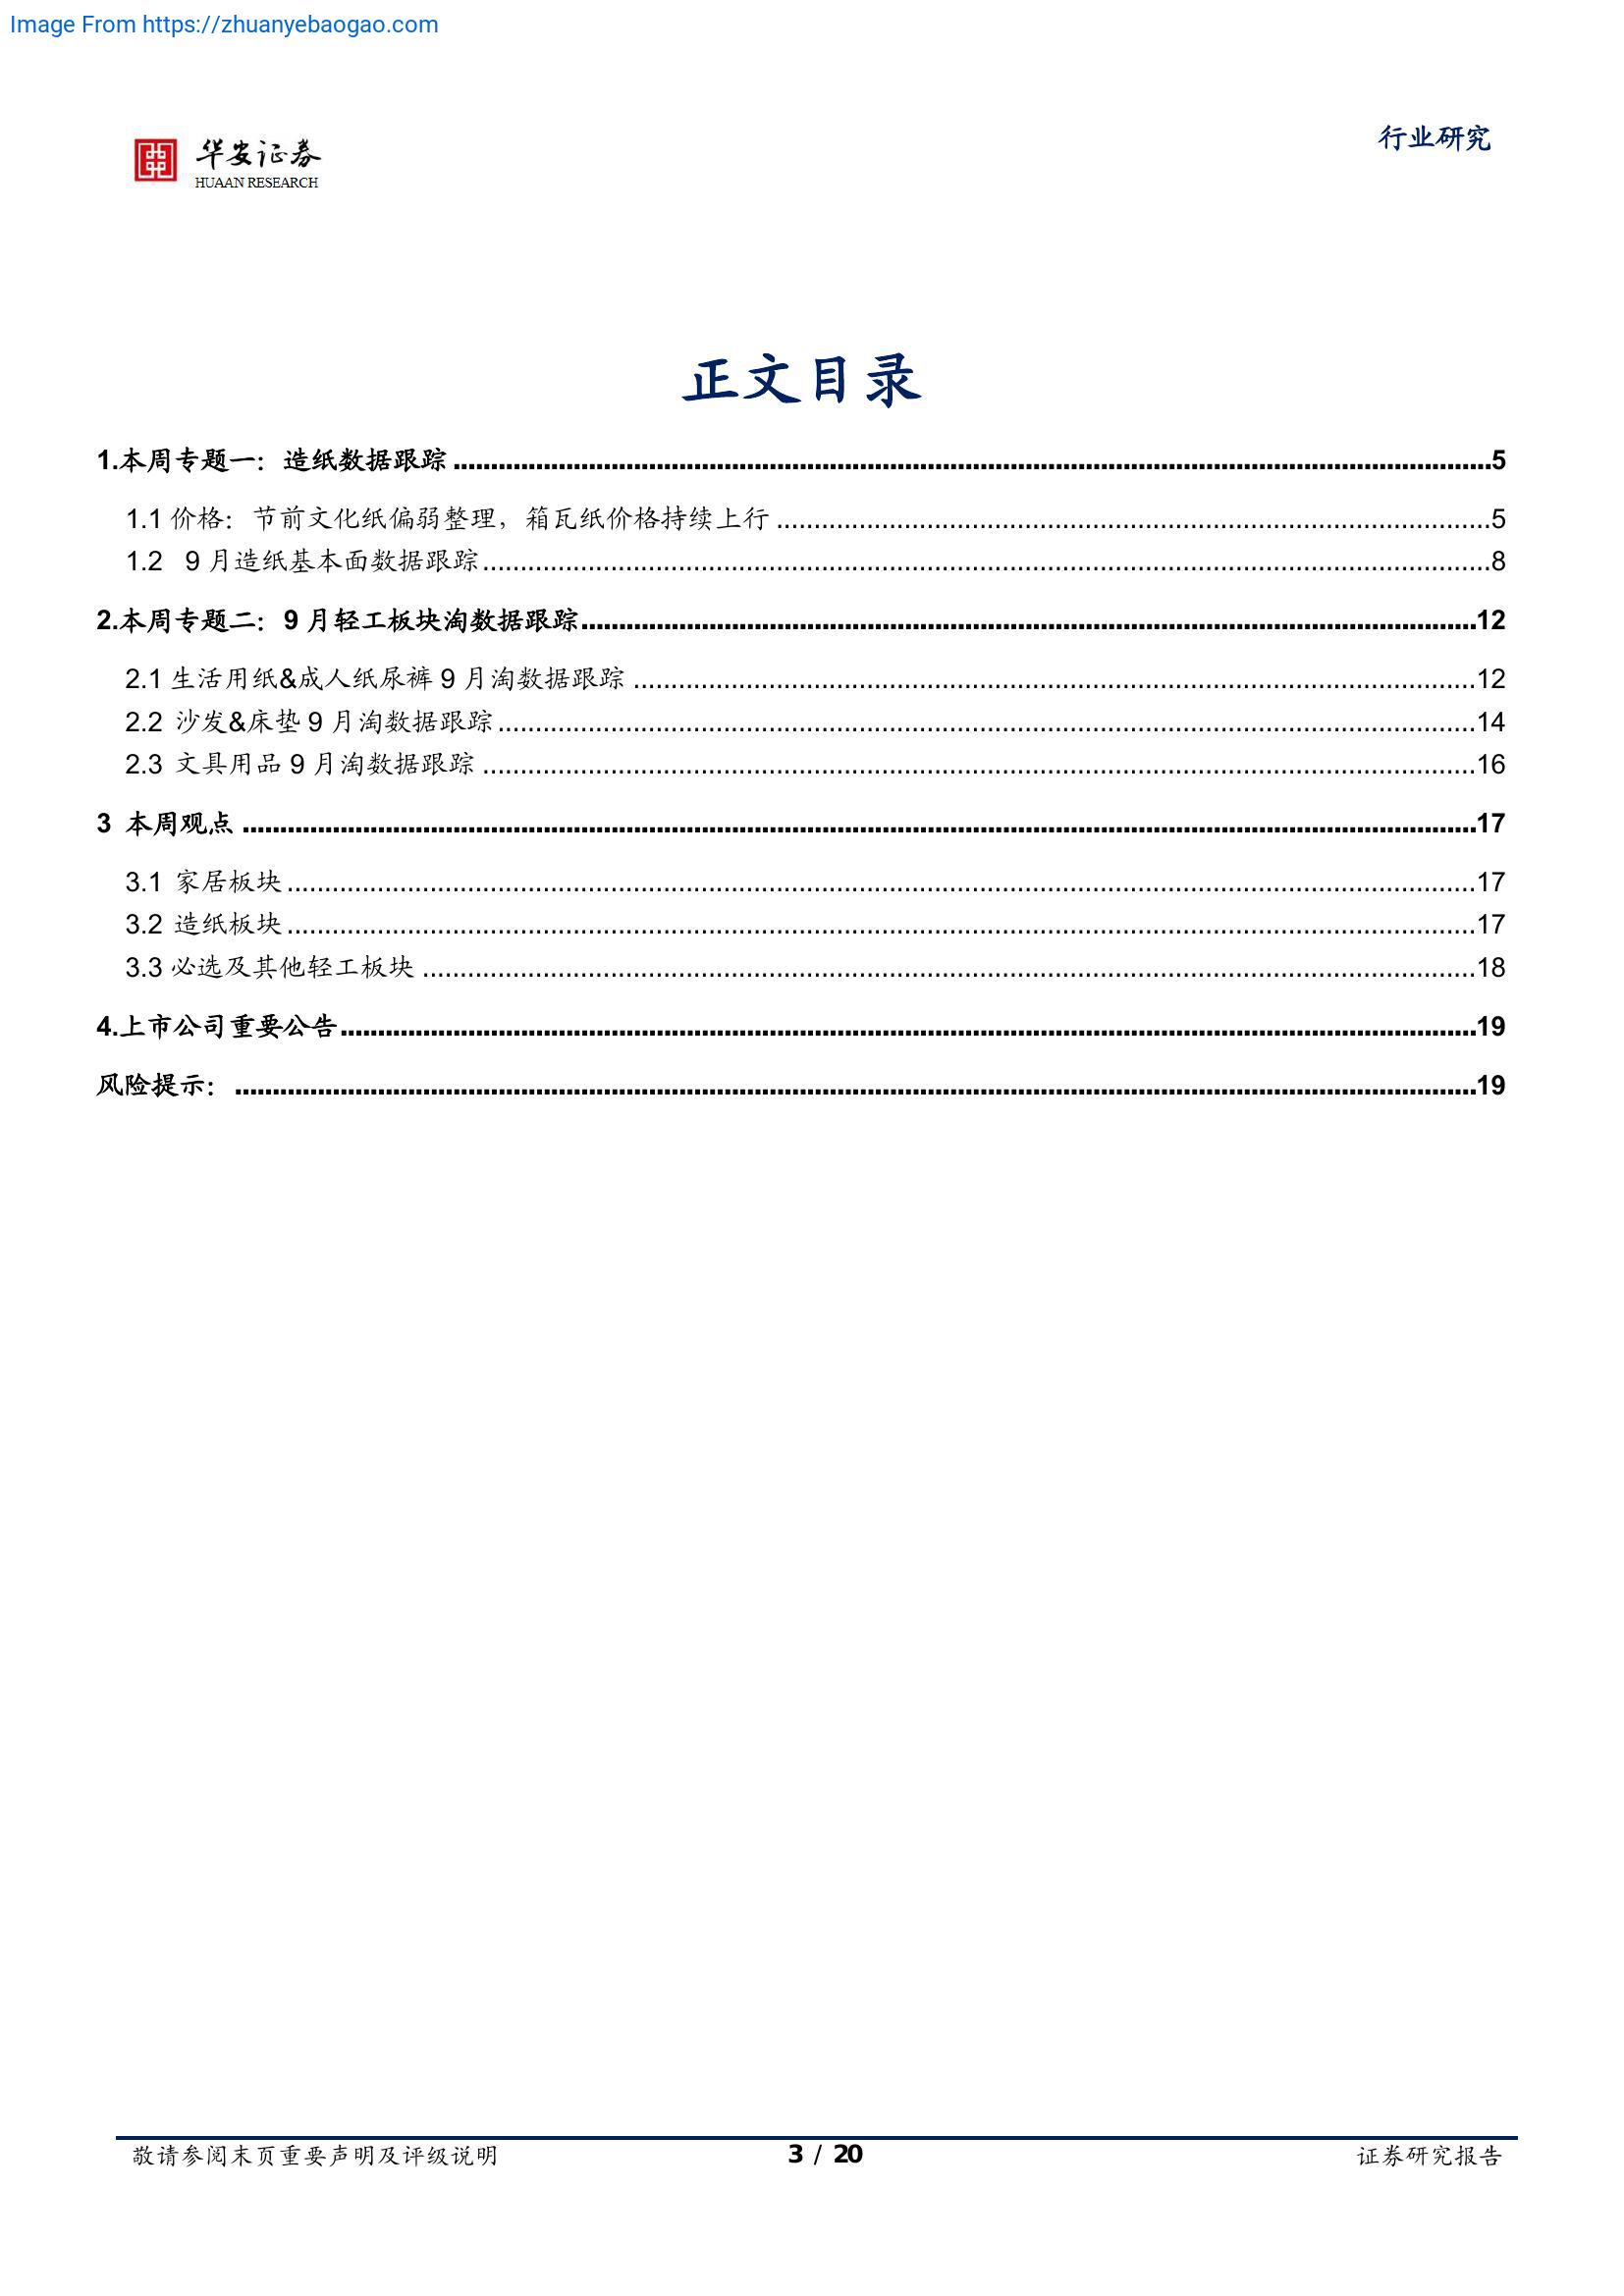 Image From https://zhuanyebaogao.com
华安证券
HUAAN RESEARCH
行业研究
正文目录
1.本周专题一：造纸数据跟踪 ........................................ 5
1.1 价格：节前文化纸偏弱整理，箱瓦纸价格持续上行 ........................................ 5
1.2 9 月造纸基本面数据跟踪 ........................................ 8
2.本周专题二：9 月轻工板块淘数据跟踪 ........................................ 12
2.1 生活用纸&成人纸尿裤 9 月淘数据跟踪 ........................................ 12
2.2 沙发&床垫 9 月淘数据跟踪 ........................................ 14
2.3 文具用品 9 月淘数据跟踪 ........................................ 16
3 本周观点 ........................................ 17
3.1 家居板块 ........................................ 17
3.2 造纸板块 ........................................ 17
3.3 必选及其他轻工板块 ........................................ 18
4.上市公司重要公告 ........................................ 19
风险提示： ........................................ 19
敬请参阅末页重要声明及评级说明 3 / 20 证券研究报告